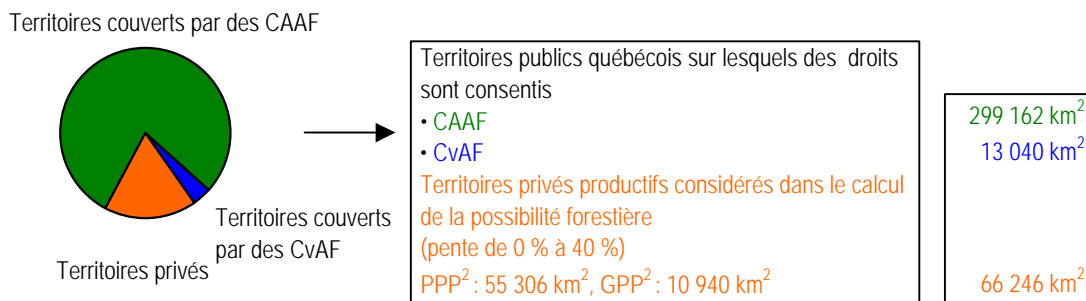 Territoires couverts par des CAAF
Territoires couverts
par des CvAF
Territoires privés
Territoires publics québécois sur lesquels des droits
sont consentis
• CAAF
• CvAF
Territoires privés productifs considérés dans le calcul
de la possibilité forestière
(pente de 0 % à 40 %)
PPP² : 55 306 km², GPP² : 10 940 km²
299 162 km²
13 040 km²
66 246 km²